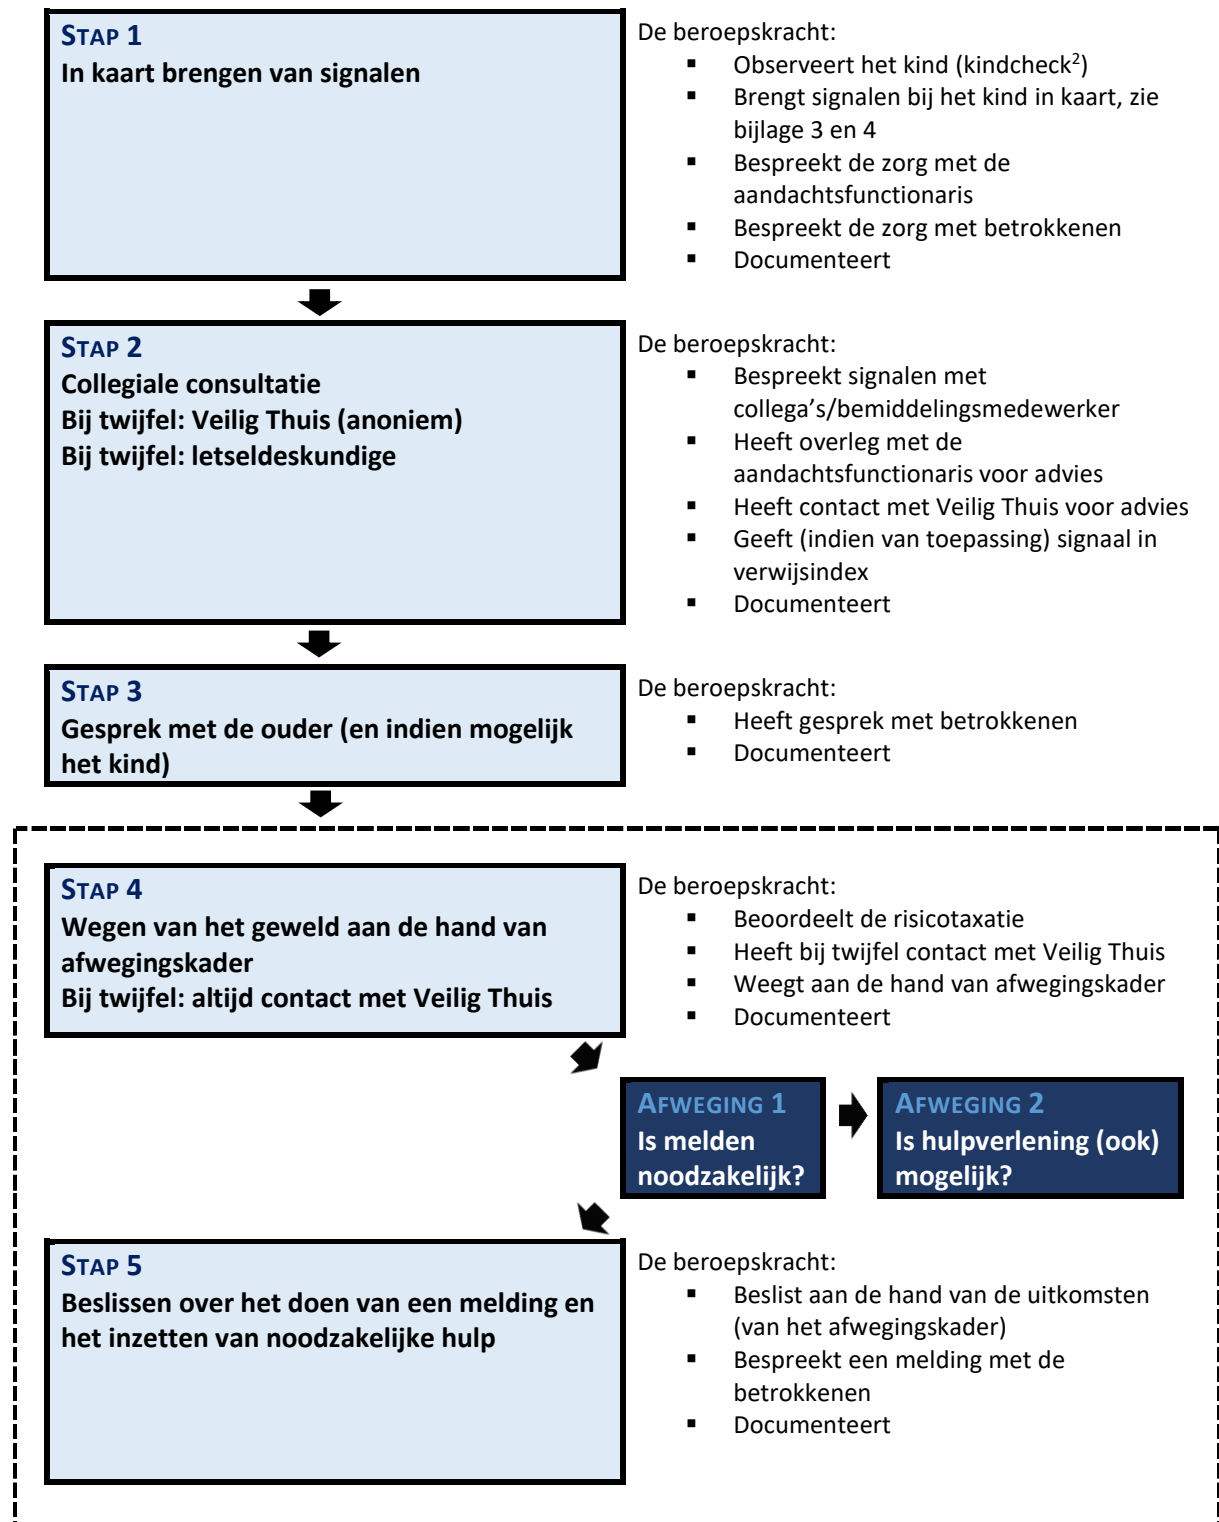 STAP 1
In kaart brengen van signalen
De beroepskracht:
▪ Observeert het kind (kindcheck²)
▪ Brengt signalen bij het kind in kaart, zie
bijlage 3 en 4
▪ Bespreekt de zorg met de
aandachtsfunctionaris
▪ Bespreekt de zorg met betrokkenen
▪ Documenteert
STAP 2
Collegiale consultatie
Bij twijfel: Veilig Thuis (anoniem)
Bij twijfel: letseldeskundige
De beroepskracht:
▪ Bespreekt signalen met
collega’s/bemiddelingsmedewerker
▪ Heeft overleg met de
aandachtsfunctionaris voor advies
▪ Heeft contact met Veilig Thuis voor advies
▪ Geeft (indien van toepassing) signaal in
verwijsindex
▪ Documenteert
STAP 3
Gesprek met de ouder (en indien mogelijk
het kind)
De beroepskracht:
▪ Heeft gesprek met betrokkenen
▪ Documenteert
STAP 4
Wegen van het geweld aan de hand van
afwegingskader
Bij twijfel: altijd contact met Veilig Thuis
De beroepskracht:
▪ Beoordeelt de risicotaxatie
▪ Heeft bij twijfel contact met Veilig Thuis
▪ Weegt aan de hand van afwegingskader
▪ Documenteert
AFWEGING 1
Is melden
noodzakelijk?
AFWEGING 2
Is hulpverlening (ook)
mogelijk?
STAP 5
Beslissen over het doen van een melding en
het inzetten van noodzakelijke hulp
De beroepskracht:
▪ Beslist aan de hand van de uitkomsten
(van het afwegingskader)
▪ Bespreekt een melding met de
betrokkenen
▪ Documenteert